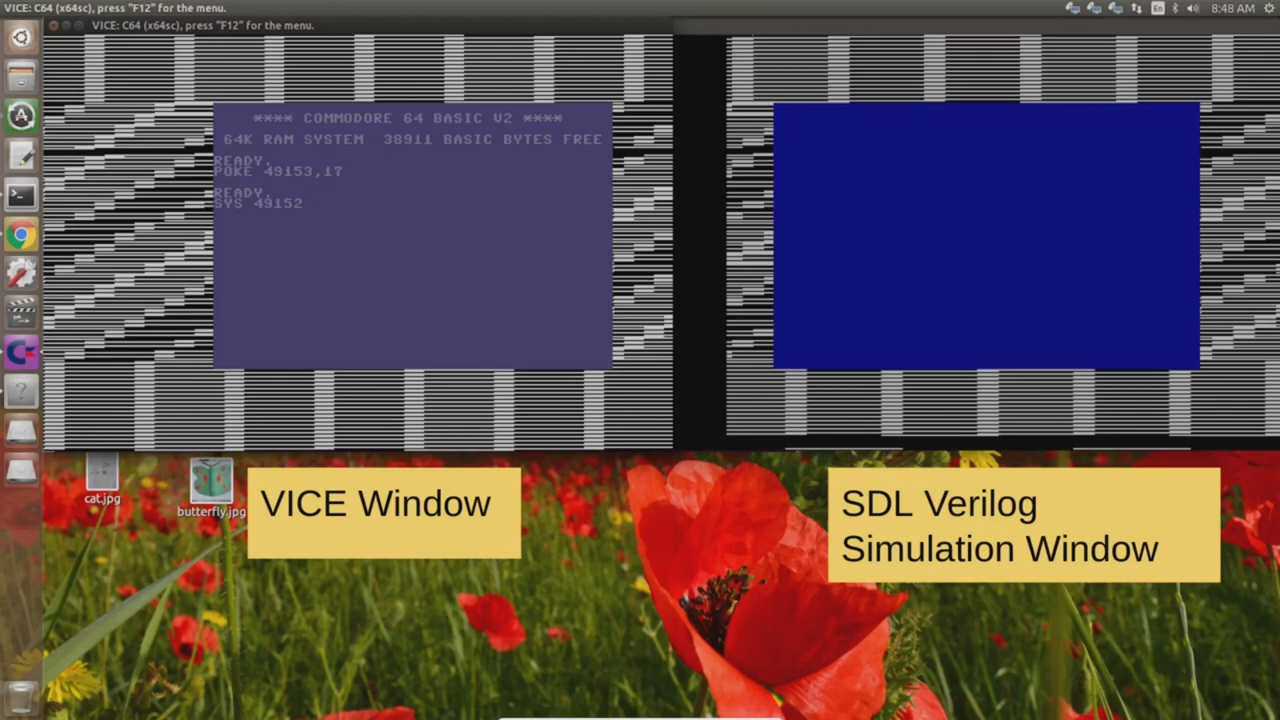 VICE: C64 (x64sc), press "F12" for the menu.
En
8:48 AM
VICE: C64 (x64sc), press "F12" for the menu.
**** COMMODORE 64 BASIC V2 ****
64K RAM SYSTEM  38911 BASIC BYTES FREE
READY.
POKE 49153,17
READY.
SYS 49152
cat.jpg
butterfly.jpg
VICE Window
SDL Verilog
Simulation Window